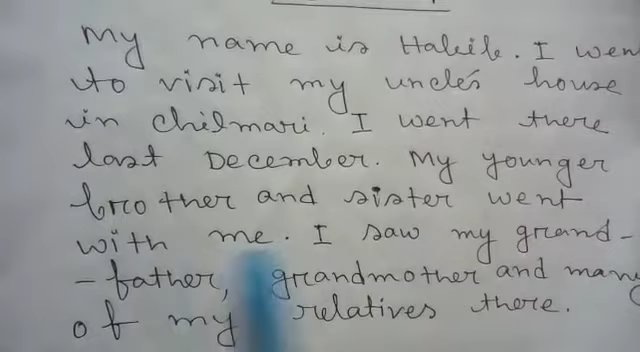 My name is Habib. I wen
to visit my uncle's house
in Chilmari. I went there
last December. My younger
brother and sister went
with me. I saw my grand-
- father, grandmother and many
of my relatives there.